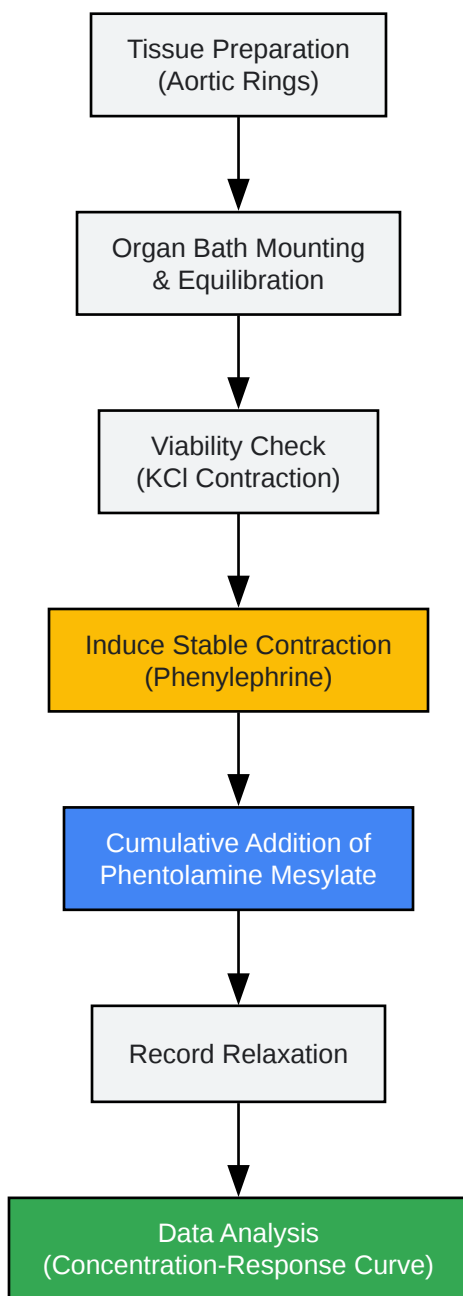 Tissue Preparation
(Aortic Rings)
Organ Bath Mounting
& Equilibration
Viability Check
(KCl Contraction)
Induce Stable Contraction
(Phenylephrine)
Cumulative Addition of
Phentolamine Mesylate
Record Relaxation
Data Analysis
(Concentration-Response Curve)